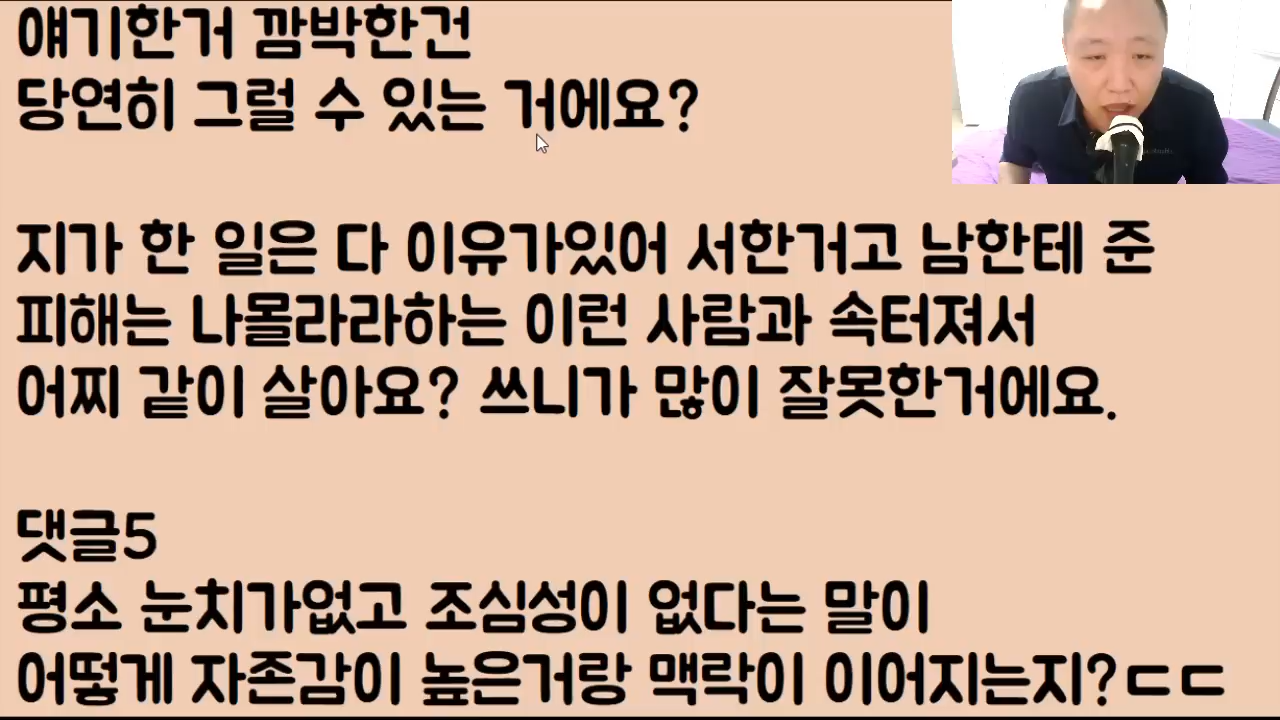 얘기한거 깜박한건
당연히 그럴 수 있는 거에요?
지가 한 일은 다 이유가있어 서한거고 남한테 준
피해는 나몰라라하는 이런 사람과 속터져서
어찌 같이 살아요? 쓰니가 많이 잘못한거에요.
댓글5
평소 눈치가없고 조심성이 없다는 말이
어떻게 자존감이 높은거랑 맥락이 이어지는지?ㄷㄷ